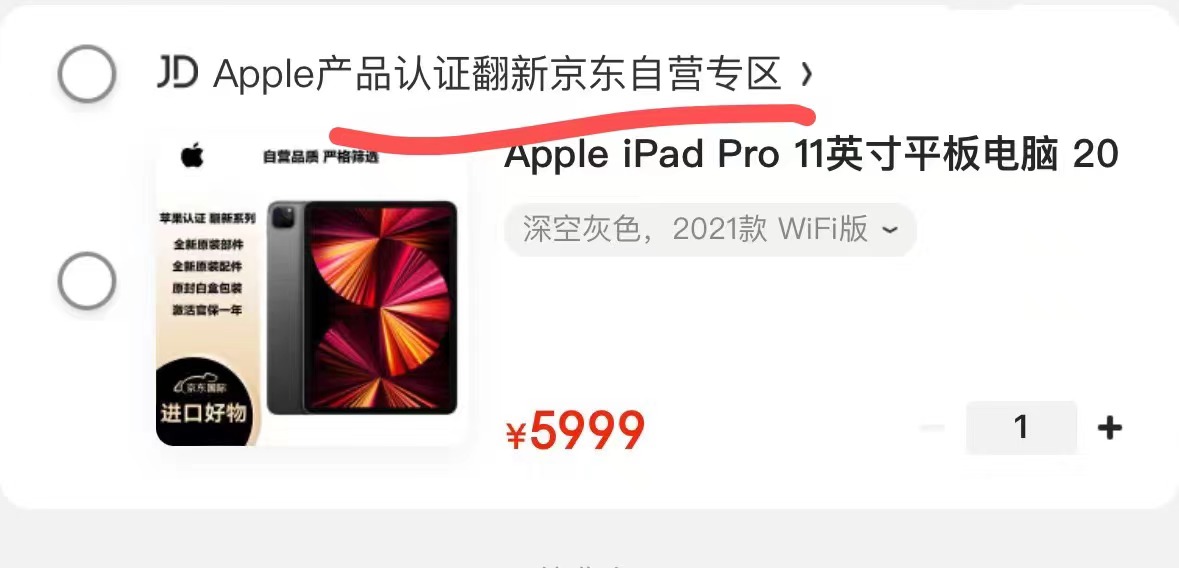 JD Apple产品认证翻新京东自营专区 ›
自营品质 严格筛选
Apple iPad Pro 11英寸平板电脑 20
苹果认证 翻新系列
全新原装部件
全新原装配件
原封白盒包装
激活官保一年
深空灰色，2021款 WiFi版
京东国际
进口好物
¥5999
1 +